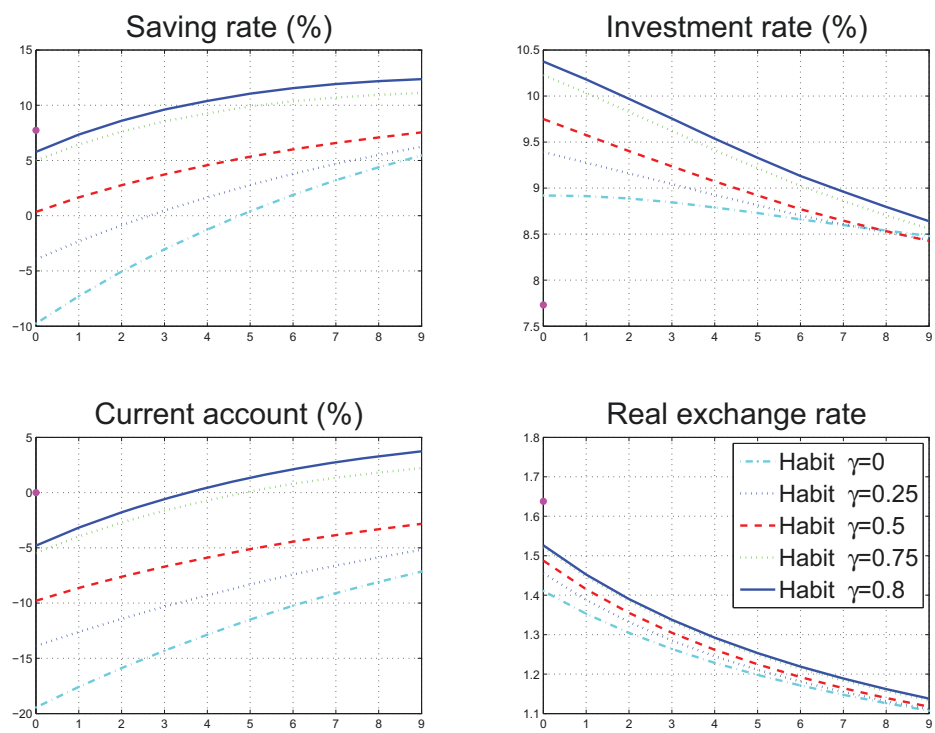 Saving rate (%)
15
10
5
0
−5
−10
0 1 2 3 4 5 6 7 8 9
Investment rate (%)
10.5
10
9.5
9
8.5
8
7.5
0 1 2 3 4 5 6 7 8 9
Current account (%)
5
0
−5
−10
−15
−20
0 1 2 3 4 5 6 7 8 9
Real exchange rate
1.8
1.7
1.6
1.5
1.4
1.3
1.2
1.1
0 1 2 3 4 5 6 7 8 9
Habit γ=0
Habit γ=0.25
Habit γ=0.5
Habit γ=0.75
Habit γ=0.8